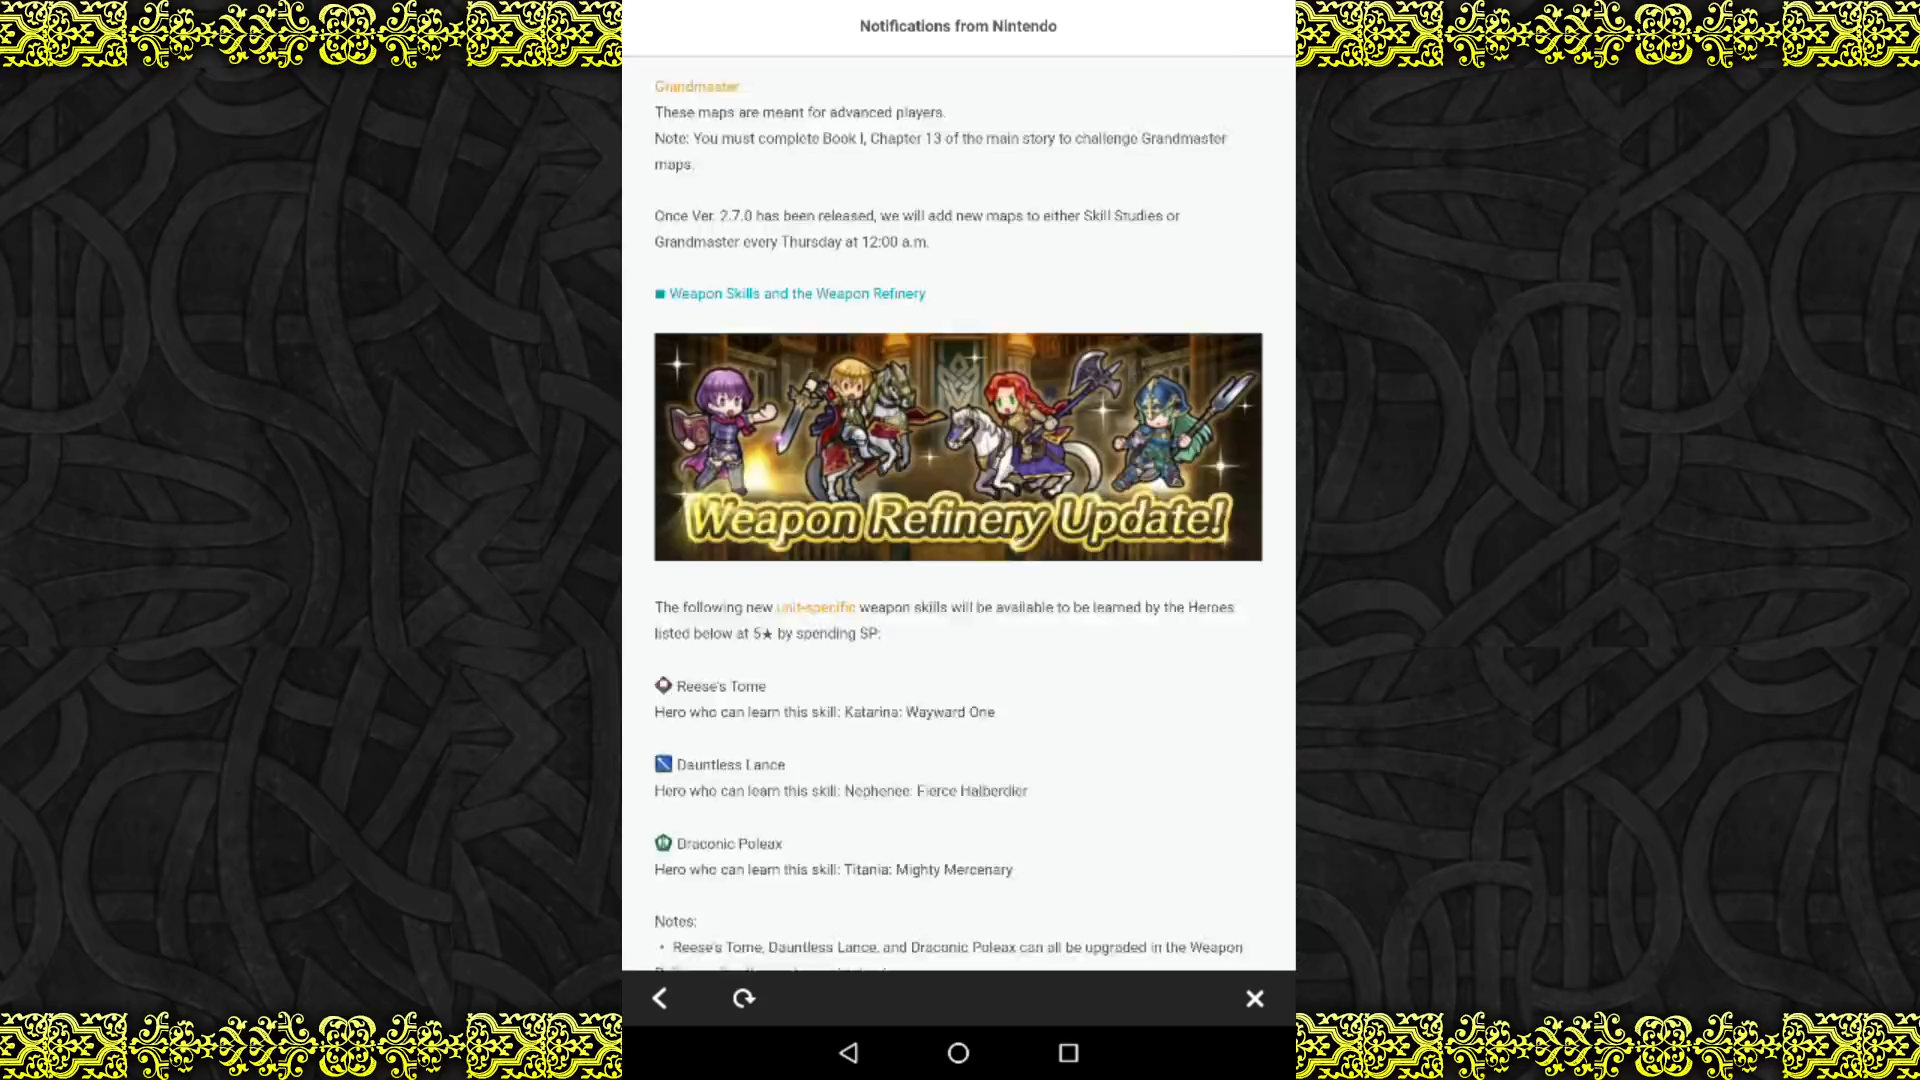 Notifications from Nintendo
Grandmaster
These maps are meant for advanced players.
Note: You must complete Book I, Chapter 13 of the main story to challenge Grandmaster
maps.
Once Ver. 2.7.0 has been released, we will add new maps to either Skill Studies or
Grandmaster every Thursday at 12:00 a.m.
■ Weapon Skills and the Weapon Refinery
Weapon Refinery Update!
The following new unit-specific weapon skills will be available to be learned by the Heroes
listed below at 5★ by spending SP:
Reese's Tome
Hero who can learn this skill: Katarina: Wayward One
Dauntless Lance
Hero who can learn this skill: Nephenee: Fierce Halberdier
Draconic Poleax
Hero who can learn this skill: Titania: Mighty Mercenary
Notes:
・ Reese's Tome, Dauntless Lance, and Draconic Poleax can all be upgraded in the Weapon